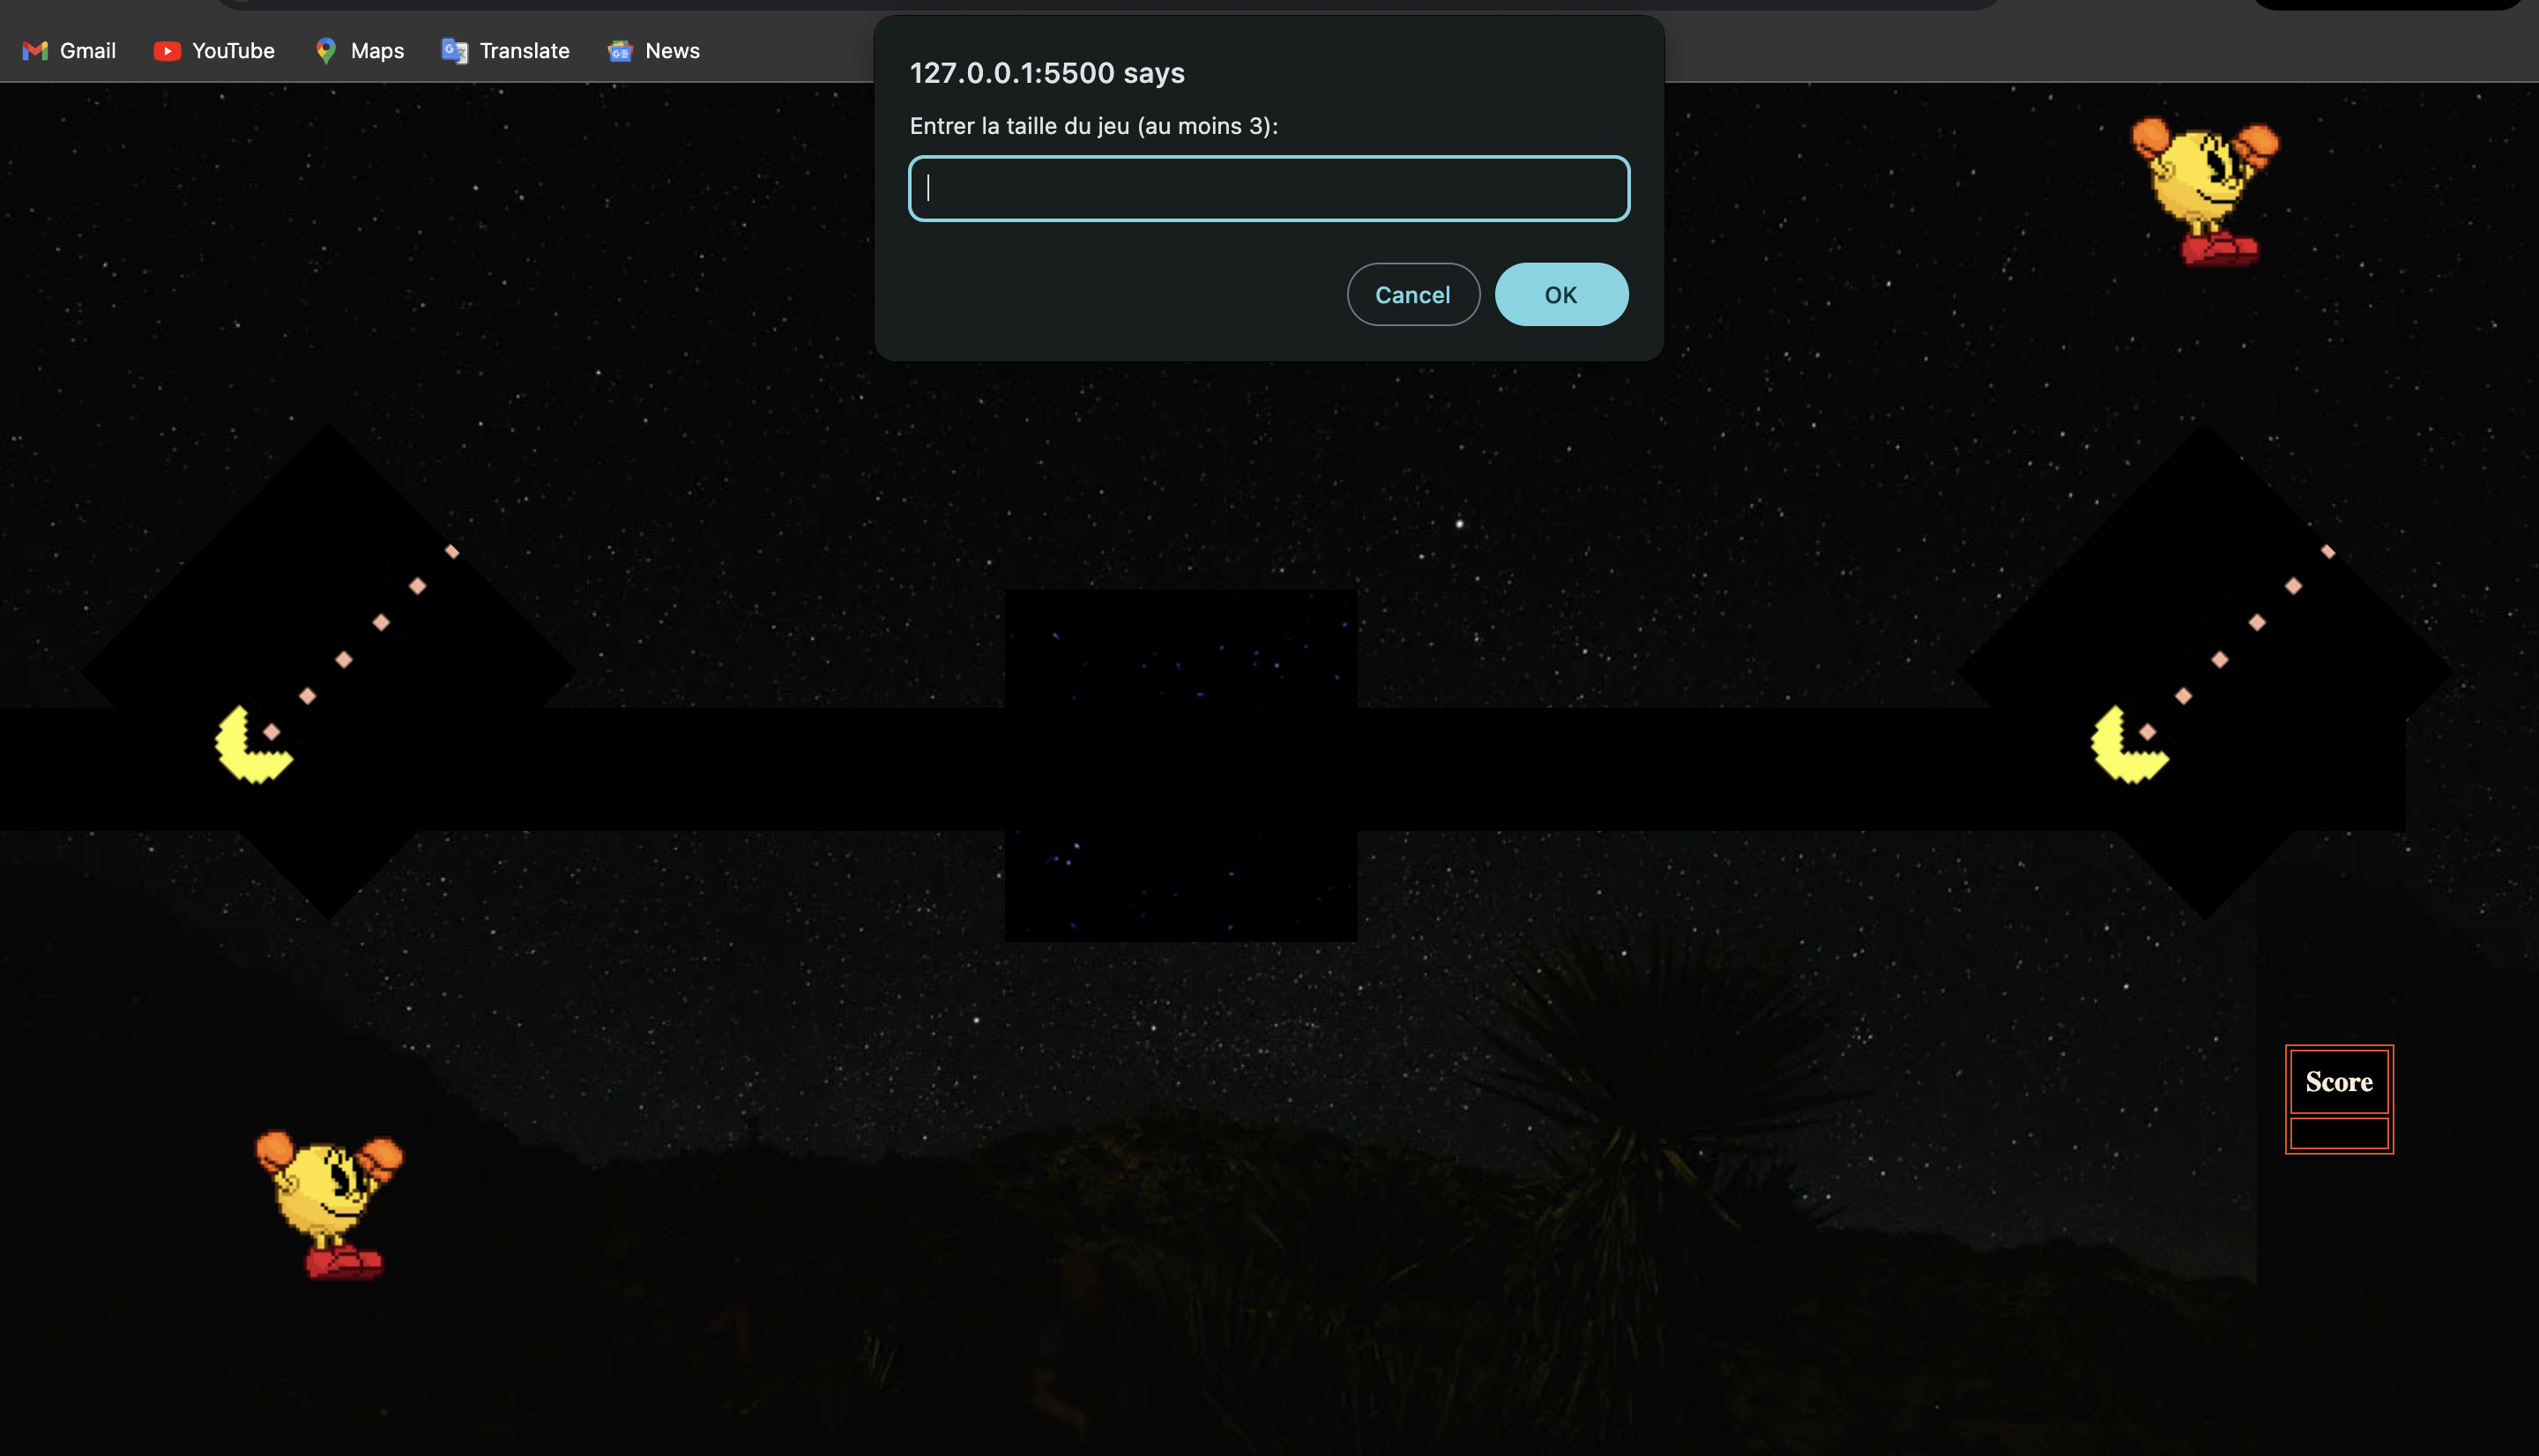 Gmail YouTube Maps Translate News
127.0.0.1:5500 says
Entrer la taille du jeu (au moins 3):
Cancel OK
Score